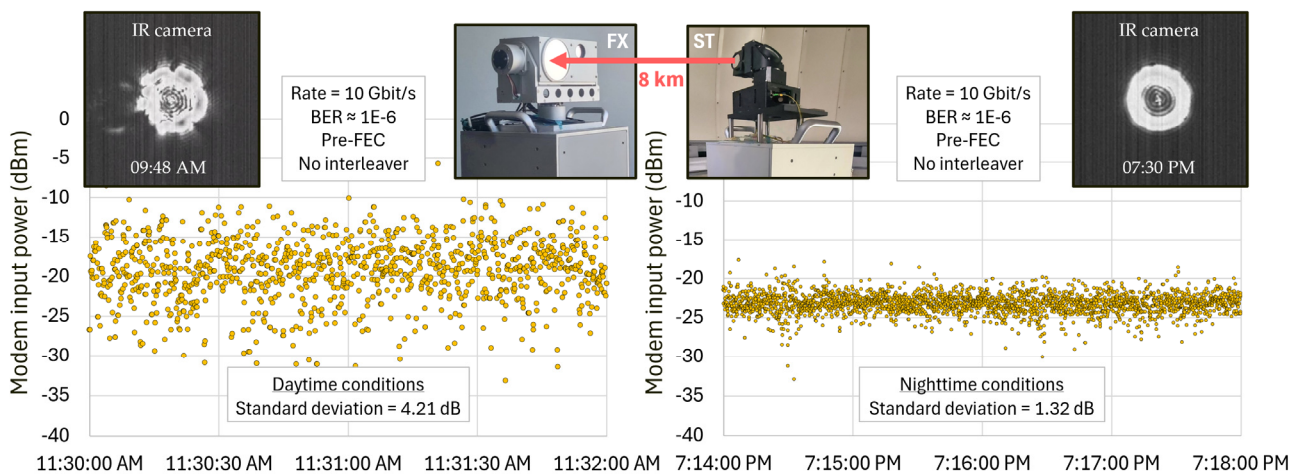 IR camera
09:48 AM
Rate = 10 Gbit/s
BER ≈ 1E-6
Pre-FEC
No interleaver
FX
ST
8 km
Rate = 10 Gbit/s
BER ≈ 1E-6
Pre-FEC
No interleaver
IR camera
07:30 PM
Modem input power (dBm)
0
-5
-10
-15
-20
-25
-30
-35
-40
Daytime conditions
Standard deviation = 4.21 dB
11:30:00 AM 11:30:30 AM 11:31:00 AM 11:31:30 AM 11:32:00 AM
Modem input power (dBm)
-10
-15
-20
-25
-30
-35
-40
Nighttime conditions
Standard deviation = 1.32 dB
7:14:00 PM 7:15:00 PM 7:16:00 PM 7:17:00 PM 7:18:00 PM